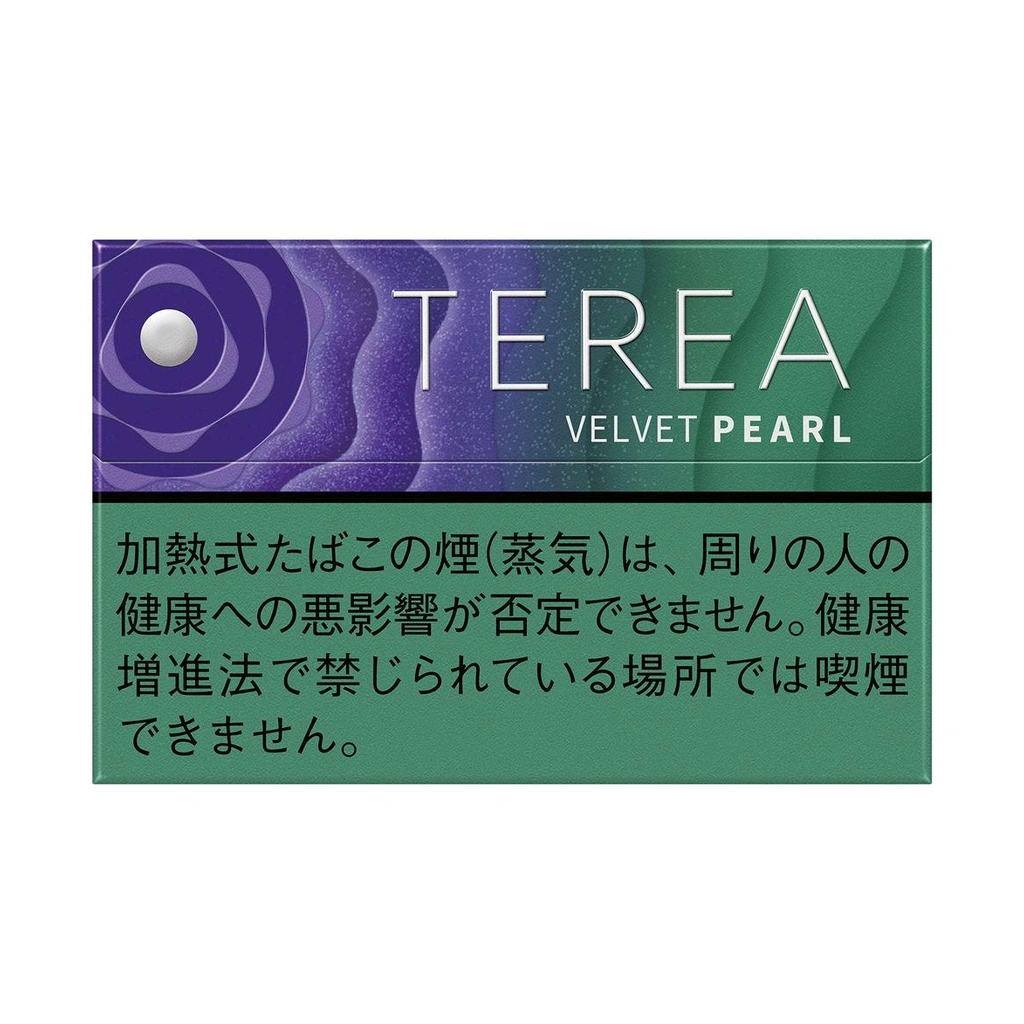 TEREA
VELVET PEARL
加熱式たばこの煙(蒸気)は、周りの人の
健康への悪影響が否定できません。健康
増進法で禁じられている場所では喫煙
できません。